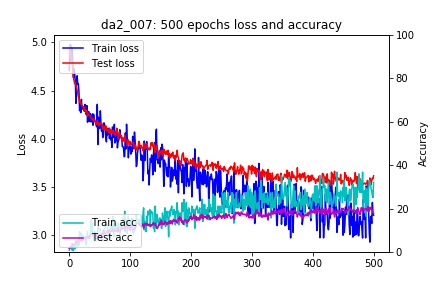 da2_007: 500 epochs loss and accuracy
5.0
4.5
4.0
3.5
3.0
Loss
Train loss
Test loss
Train acc
Test acc
0
100
200
300
400
500
100
80
60
40
20
0
Accuracy